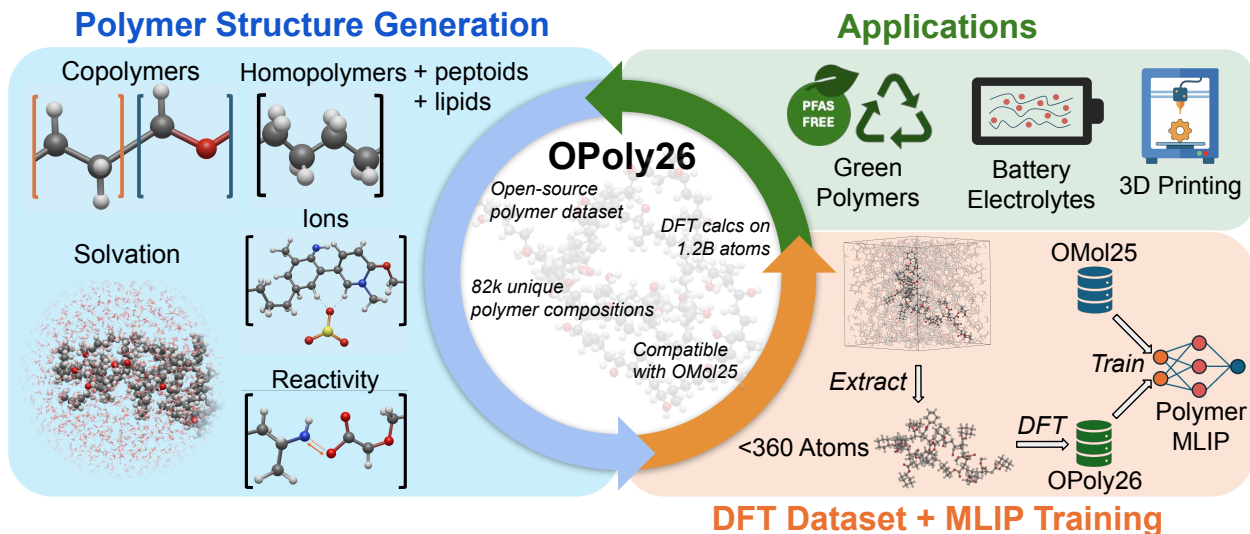 Polymer Structure Generation
Copolymers
Homopolymers + peptoids
+ lipids
Ions
Solvation
Reactivity
OPoly26
Open-source
polymer dataset
DFT calcs on
1.2B atoms
82k unique
polymer compositions
Compatible
with OMol25
Applications
PFAS
FREE
Green
Polymers
Battery
Electrolytes
3D Printing
OMol25
Extract
Train
<360 Atoms
DFT
Polymer
MLIP
OPoly26
DFT Dataset + MLIP Training